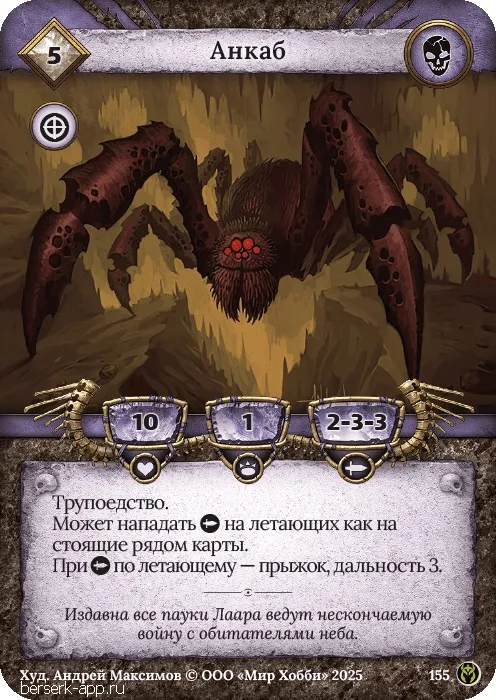 5
Анкаб
10
1
2-3-3
Трупоедство.
Может нападать на летающих как на
стоящие рядом карты.
При по летающему — прыжок, дальность 3.
Издавна все пауки Лаара ведут нескончаемую
войну с обитателями неба.
Худ. Андрей Максимов © ООО «Мир Хобби» 2025
155
berserk-app.ru